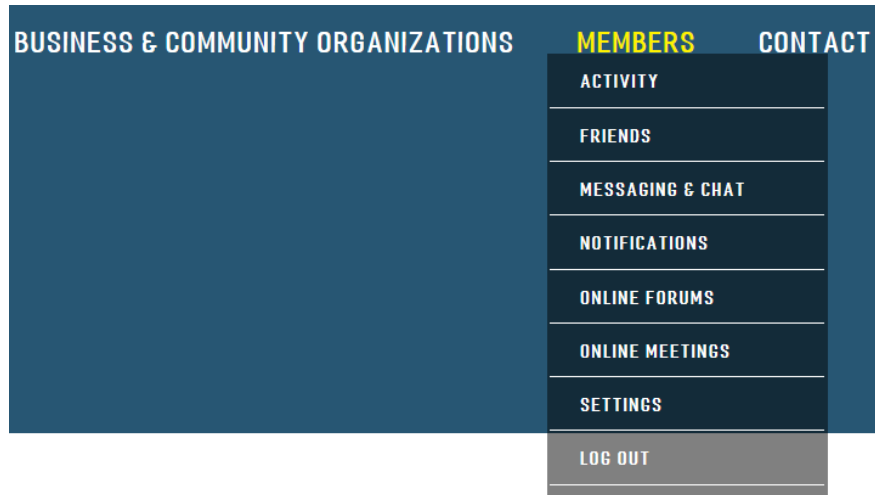 BUSINESS & COMMUNITY ORGANIZATIONS MEMBERS CONTACT
ACTIVITY
FRIENDS
MESSAGING & CHAT
NOTIFICATIONS
ONLINE FORUMS
ONLINE MEETINGS
SETTINGS
LOG OUT